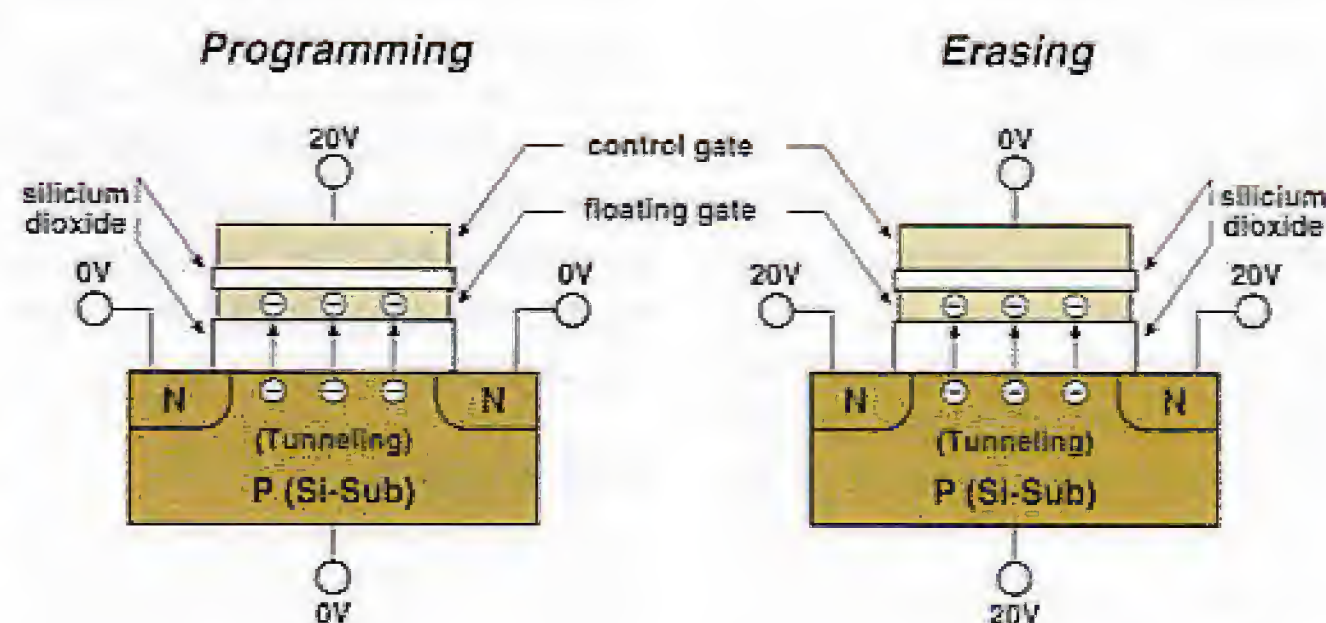 Programming
Erasing
20V
control gate
0V
silicium
dioxide
floating gate
silicium
dioxide
0V
0V
20V
20V
N
N
N
N
(Tunneling)
(Tunneling)
P (Si-Sub)
P (Si-Sub)
0V
20V